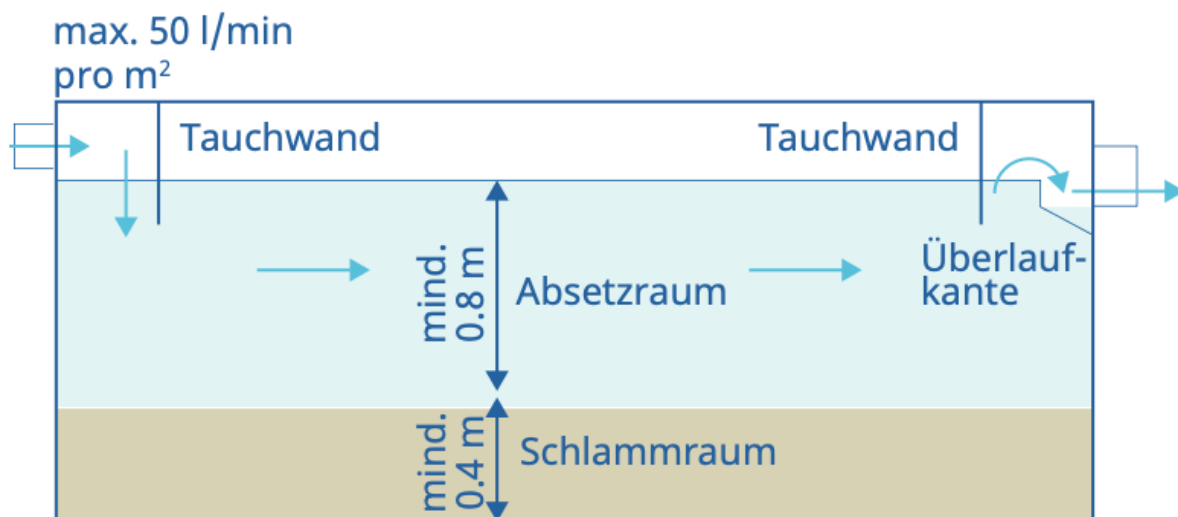 max. 50 l/min
pro m²
Tauchwand
Tauchwand
mind.
0.8 m
Absetzraum
Überlauf-
kante
mind.
0.4 m
Schlammraum